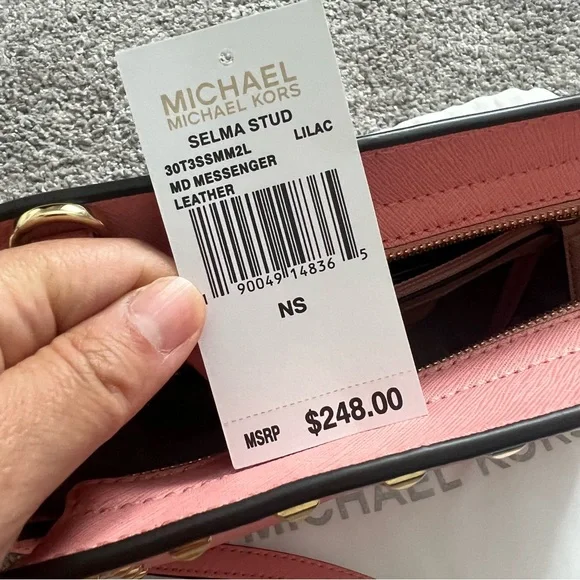 MICHAEL
MICHAEL KORS
SELMA STUD
30T3SSMM2L LILAC
MD MESSENGER
LEATHER
1 90049 14836 5
NS
MSRP $248.00
MICHAEL KORS